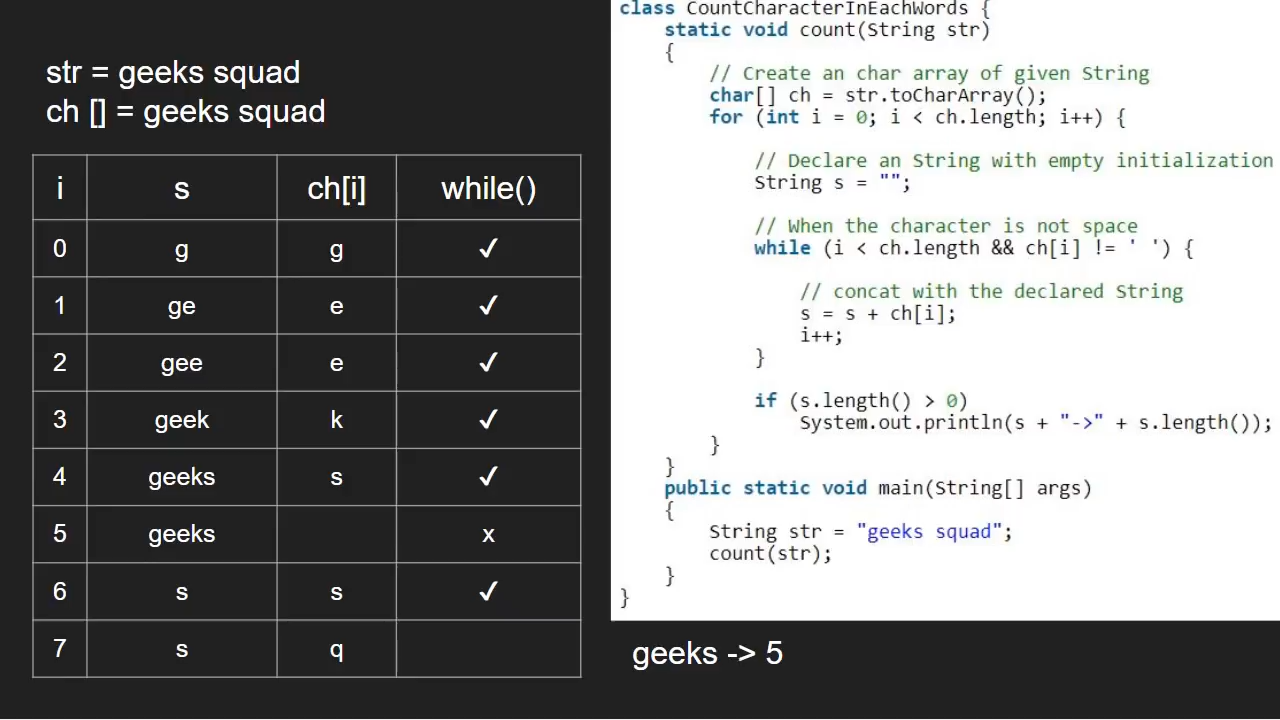 str = geeks squad
ch [] = geeks squad
i s ch[i] while()
0 g g ✓
1 ge e ✓
2 gee e ✓
3 geek k ✓
4 geeks s ✓
5 geeks x
6 s s ✓
7 s q
class CountCharacterInEachWords {
static void count(String str)
{
// Create an char array of given String
char[] ch = str.toCharArray();
for (int i = 0; i < ch.length; i++) {
// Declare an String with empty initialization
String s = "";
// When the character is not space
while (i < ch.length && ch[i] != ' ') {
// concat with the declared String
s = s + ch[i];
i++;
}
if (s.length() > 0)
System.out.println(s + "->" + s.length());
}
}
public static void main(String[] args)
{
String str = "geeks squad";
count(str);
}
}
geeks -> 5